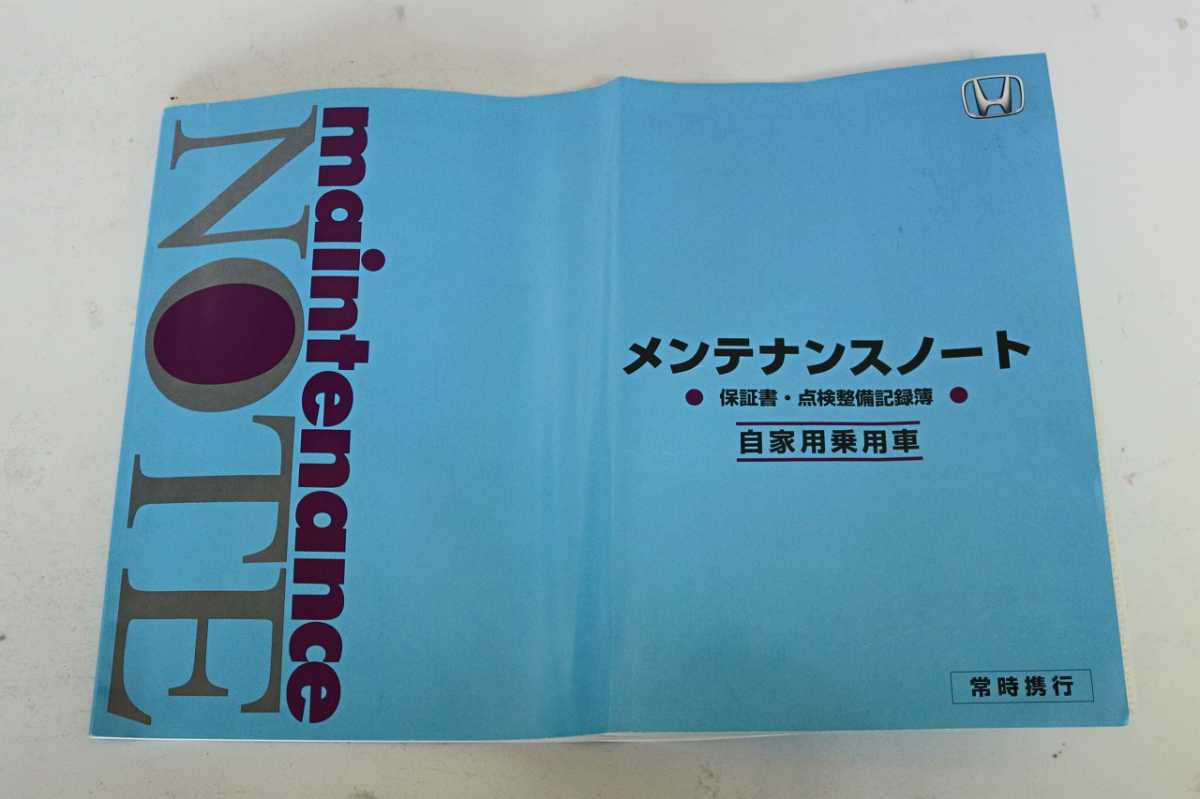 maintenance
NOTE
メンテナンスノート
● 保証書・点検整備記録簿 ●
自家用乗用車
常時携行